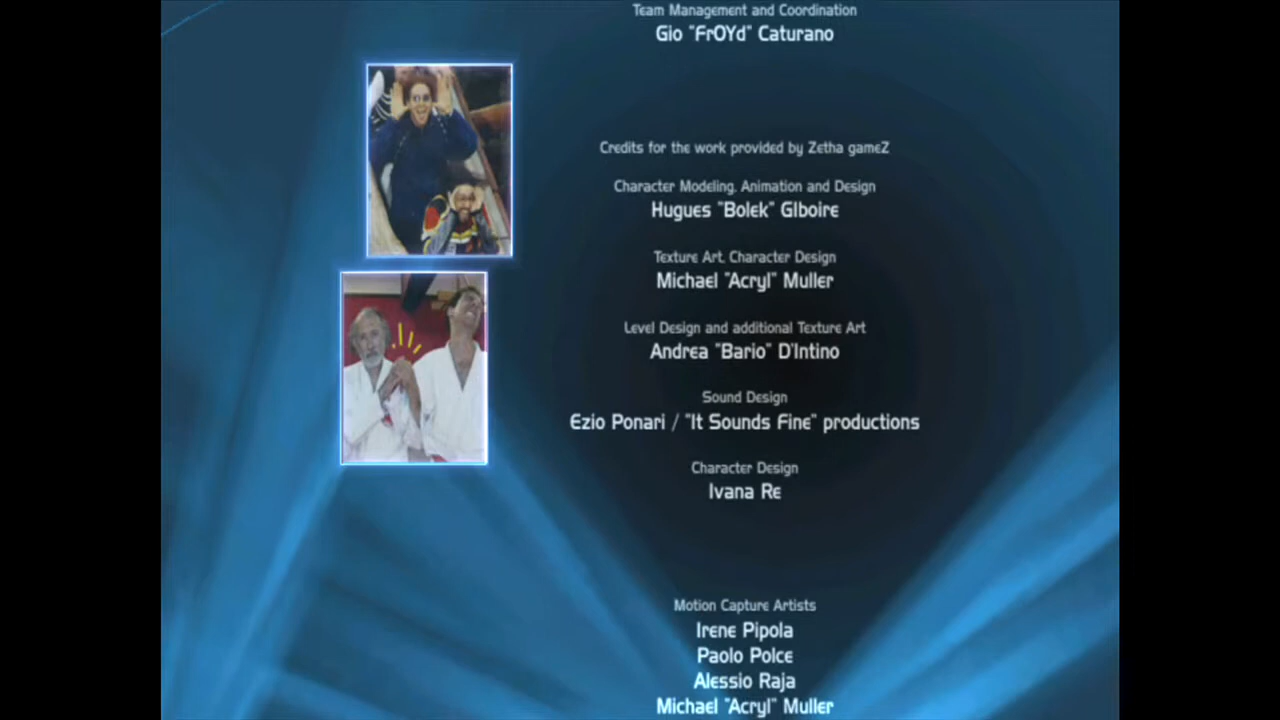 Team Management and Coordination
Gio "FrOYd" Caturano
Credits for the work provided by Zetha gameZ
Character Modeling, Animation and Design
Hugues "Bolek" GIboire
Texture Art, Character Design
Michael "Acryl" Muller
Level Design and additional Texture Art
Andrea "Bario" D'Intino
Sound Design
Ezio Ponari / "It Sounds Fine" productions
Character Design
Ivana Re
Motion Capture Artists
Irene Pipola
Paolo Polce
Alessio Raja
Michael "Acryl" Muller